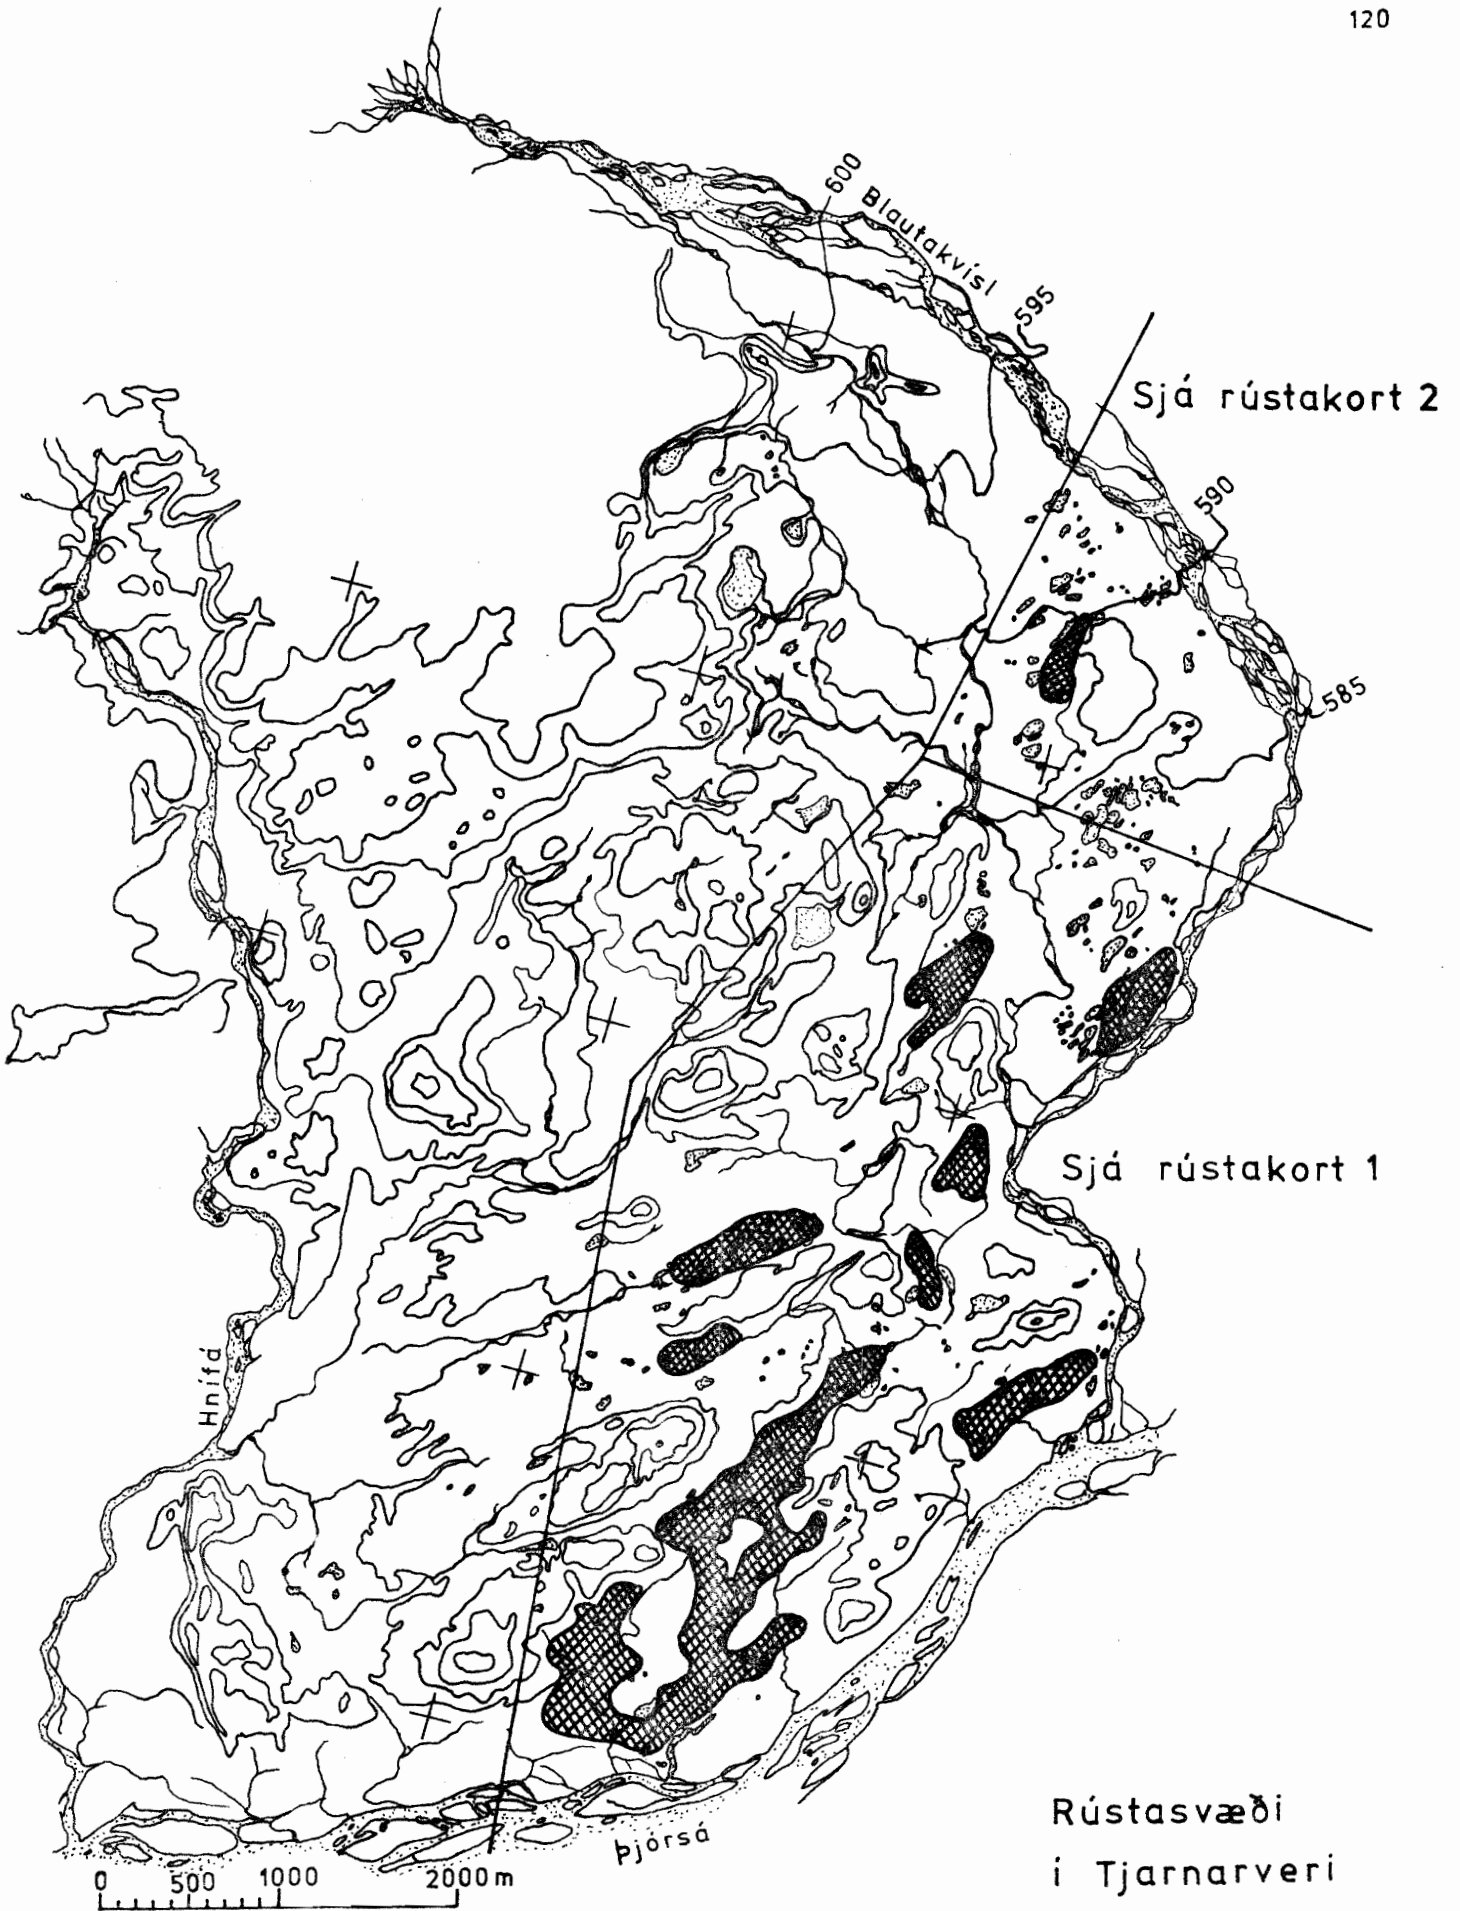 120
600
Blautakvísl
595
Sjá rústakort 2
590
585
Sjá rústakort 1
Hnífá
Þjórsá
Rústasvæði
í Tjarnarveri
0 500 1000 2000 m